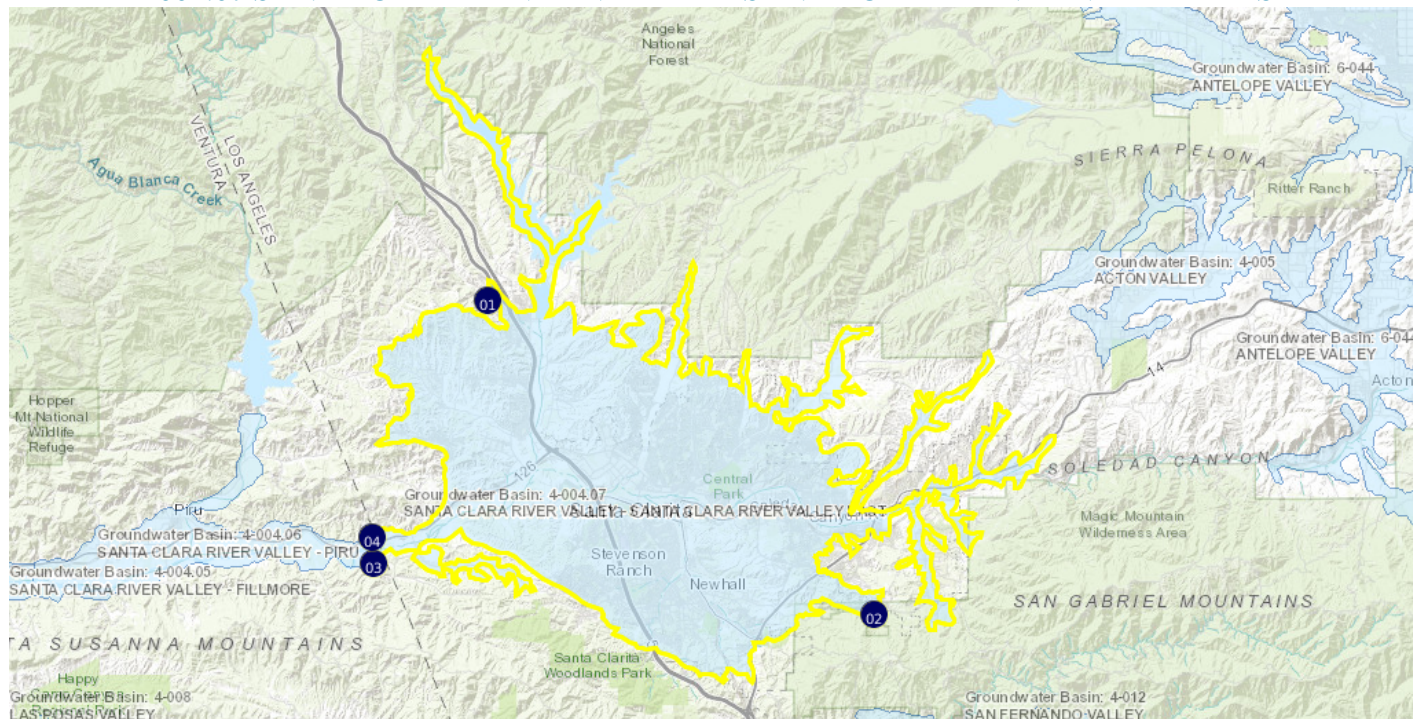 Angeles
National
Forest
Groundwater Basin: 6-044
ANTELOPE VALLEY
SIERRA PELONA
Ritter Ranch
LOS ANGELES
VENTURA
Agua Blanca Creek
Groundwater Basin: 4-005
ACTON VALLEY
01
Groundwater Basin: 6-044
ANTELOPE VALLEY
14
Acton
Hopper
Mt National
Wildlife
Refuge
126
SOLEDAD CANYON
Central
Park
Groundwater Basin: 4-004.07
SANTA CLARA RIVER VALLEY - SANTA CLARA RIVER VALLEY EAST
Piru
Magic Mountain
Wilderness Area
Groundwater Basin: 4-004.06
SANTA CLARA RIVER VALLEY - PIRU
04
03
Groundwater Basin: 4-004.05
SANTA CLARA RIVER VALLEY - FILLMORE
Stevenson
Ranch
Newhall
02
SAN GABRIEL MOUNTAINS
TA SUSANNA MOUNTAINS
Santa Clarita
Woodlands Park
Happy
Groundwater Basin: 4-008
LAS POSAS VALLEY
Groundwater Basin: 4-012
SAN FERNANDO VALLEY